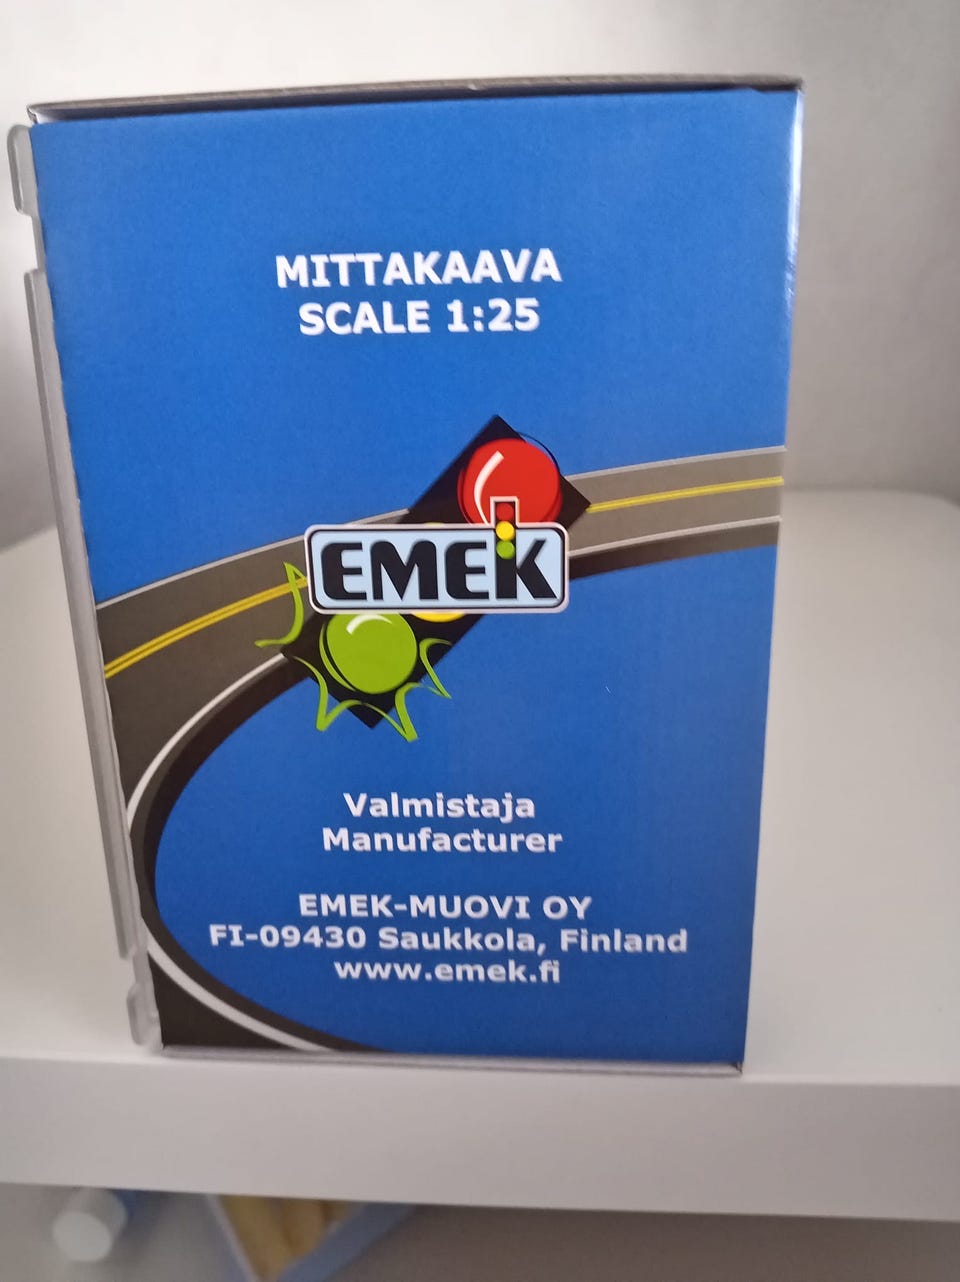 MITTAKAAVA
SCALE 1:25
EMEK
Valmistaja
Manufacturer
EMEK-MUOVI OY
FI-09430 Saukkola, Finland
www.emek.fi